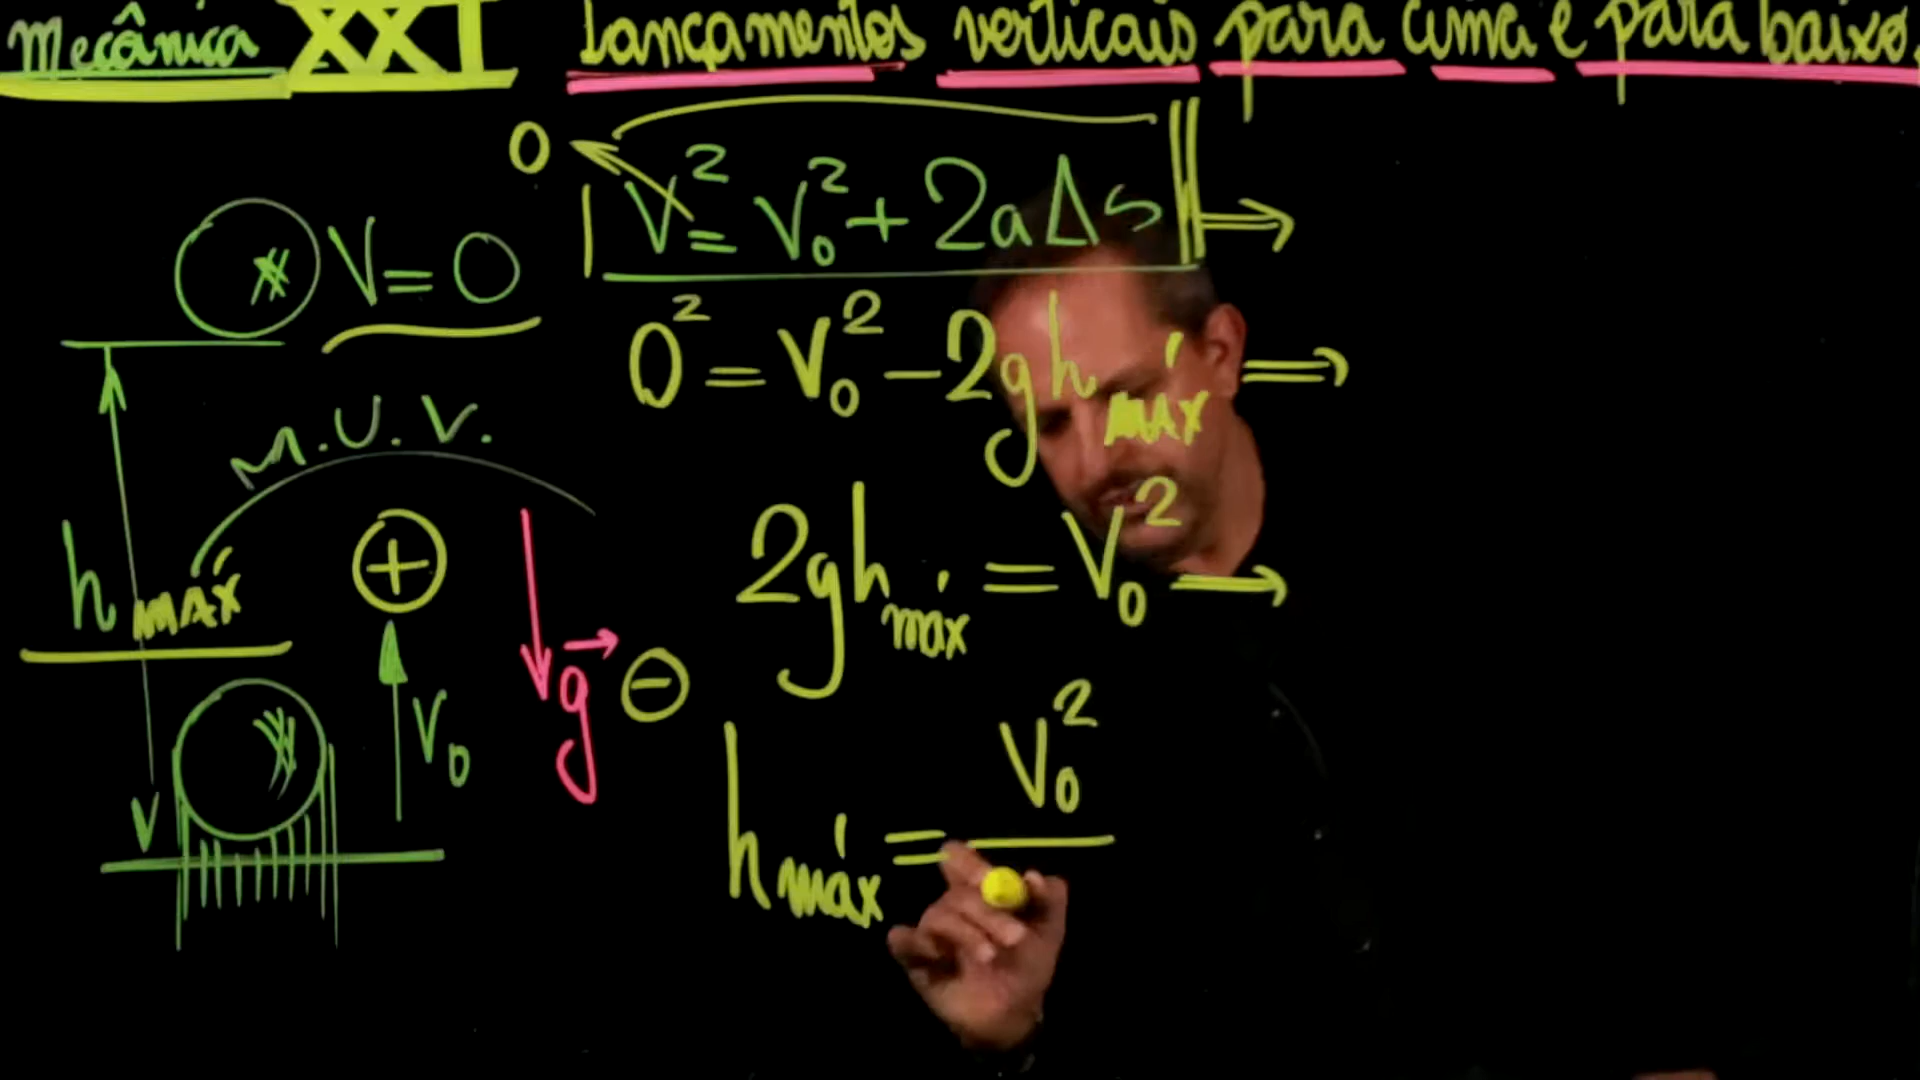 Mecânica XXI Lançamentos verticais para cima e para baixo.
0
V² = V₀² + 2aΔs ⇒
V = 0
0² = V₀² - 2gh máx ⇒
M.U.V.
h máx
+
2gh máx = V₀² ⇒
g⃗ -
V₀
V
h máx = V₀²